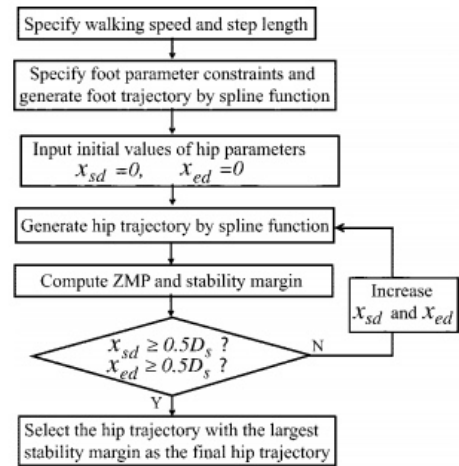 Specify walking speed and step length
Specify foot parameter constraints and
generate foot trajectory by spline function
Input initial values of hip parameters
x_sd =0, x_ed =0
Generate hip trajectory by spline function
Compute ZMP and stability margin
Increase
x_sd and x_ed
x_sd ≥ 0.5D_s ?
x_ed ≥ 0.5D_s ?
N
Y
Select the hip trajectory with the largest
stability margin as the final hip trajectory